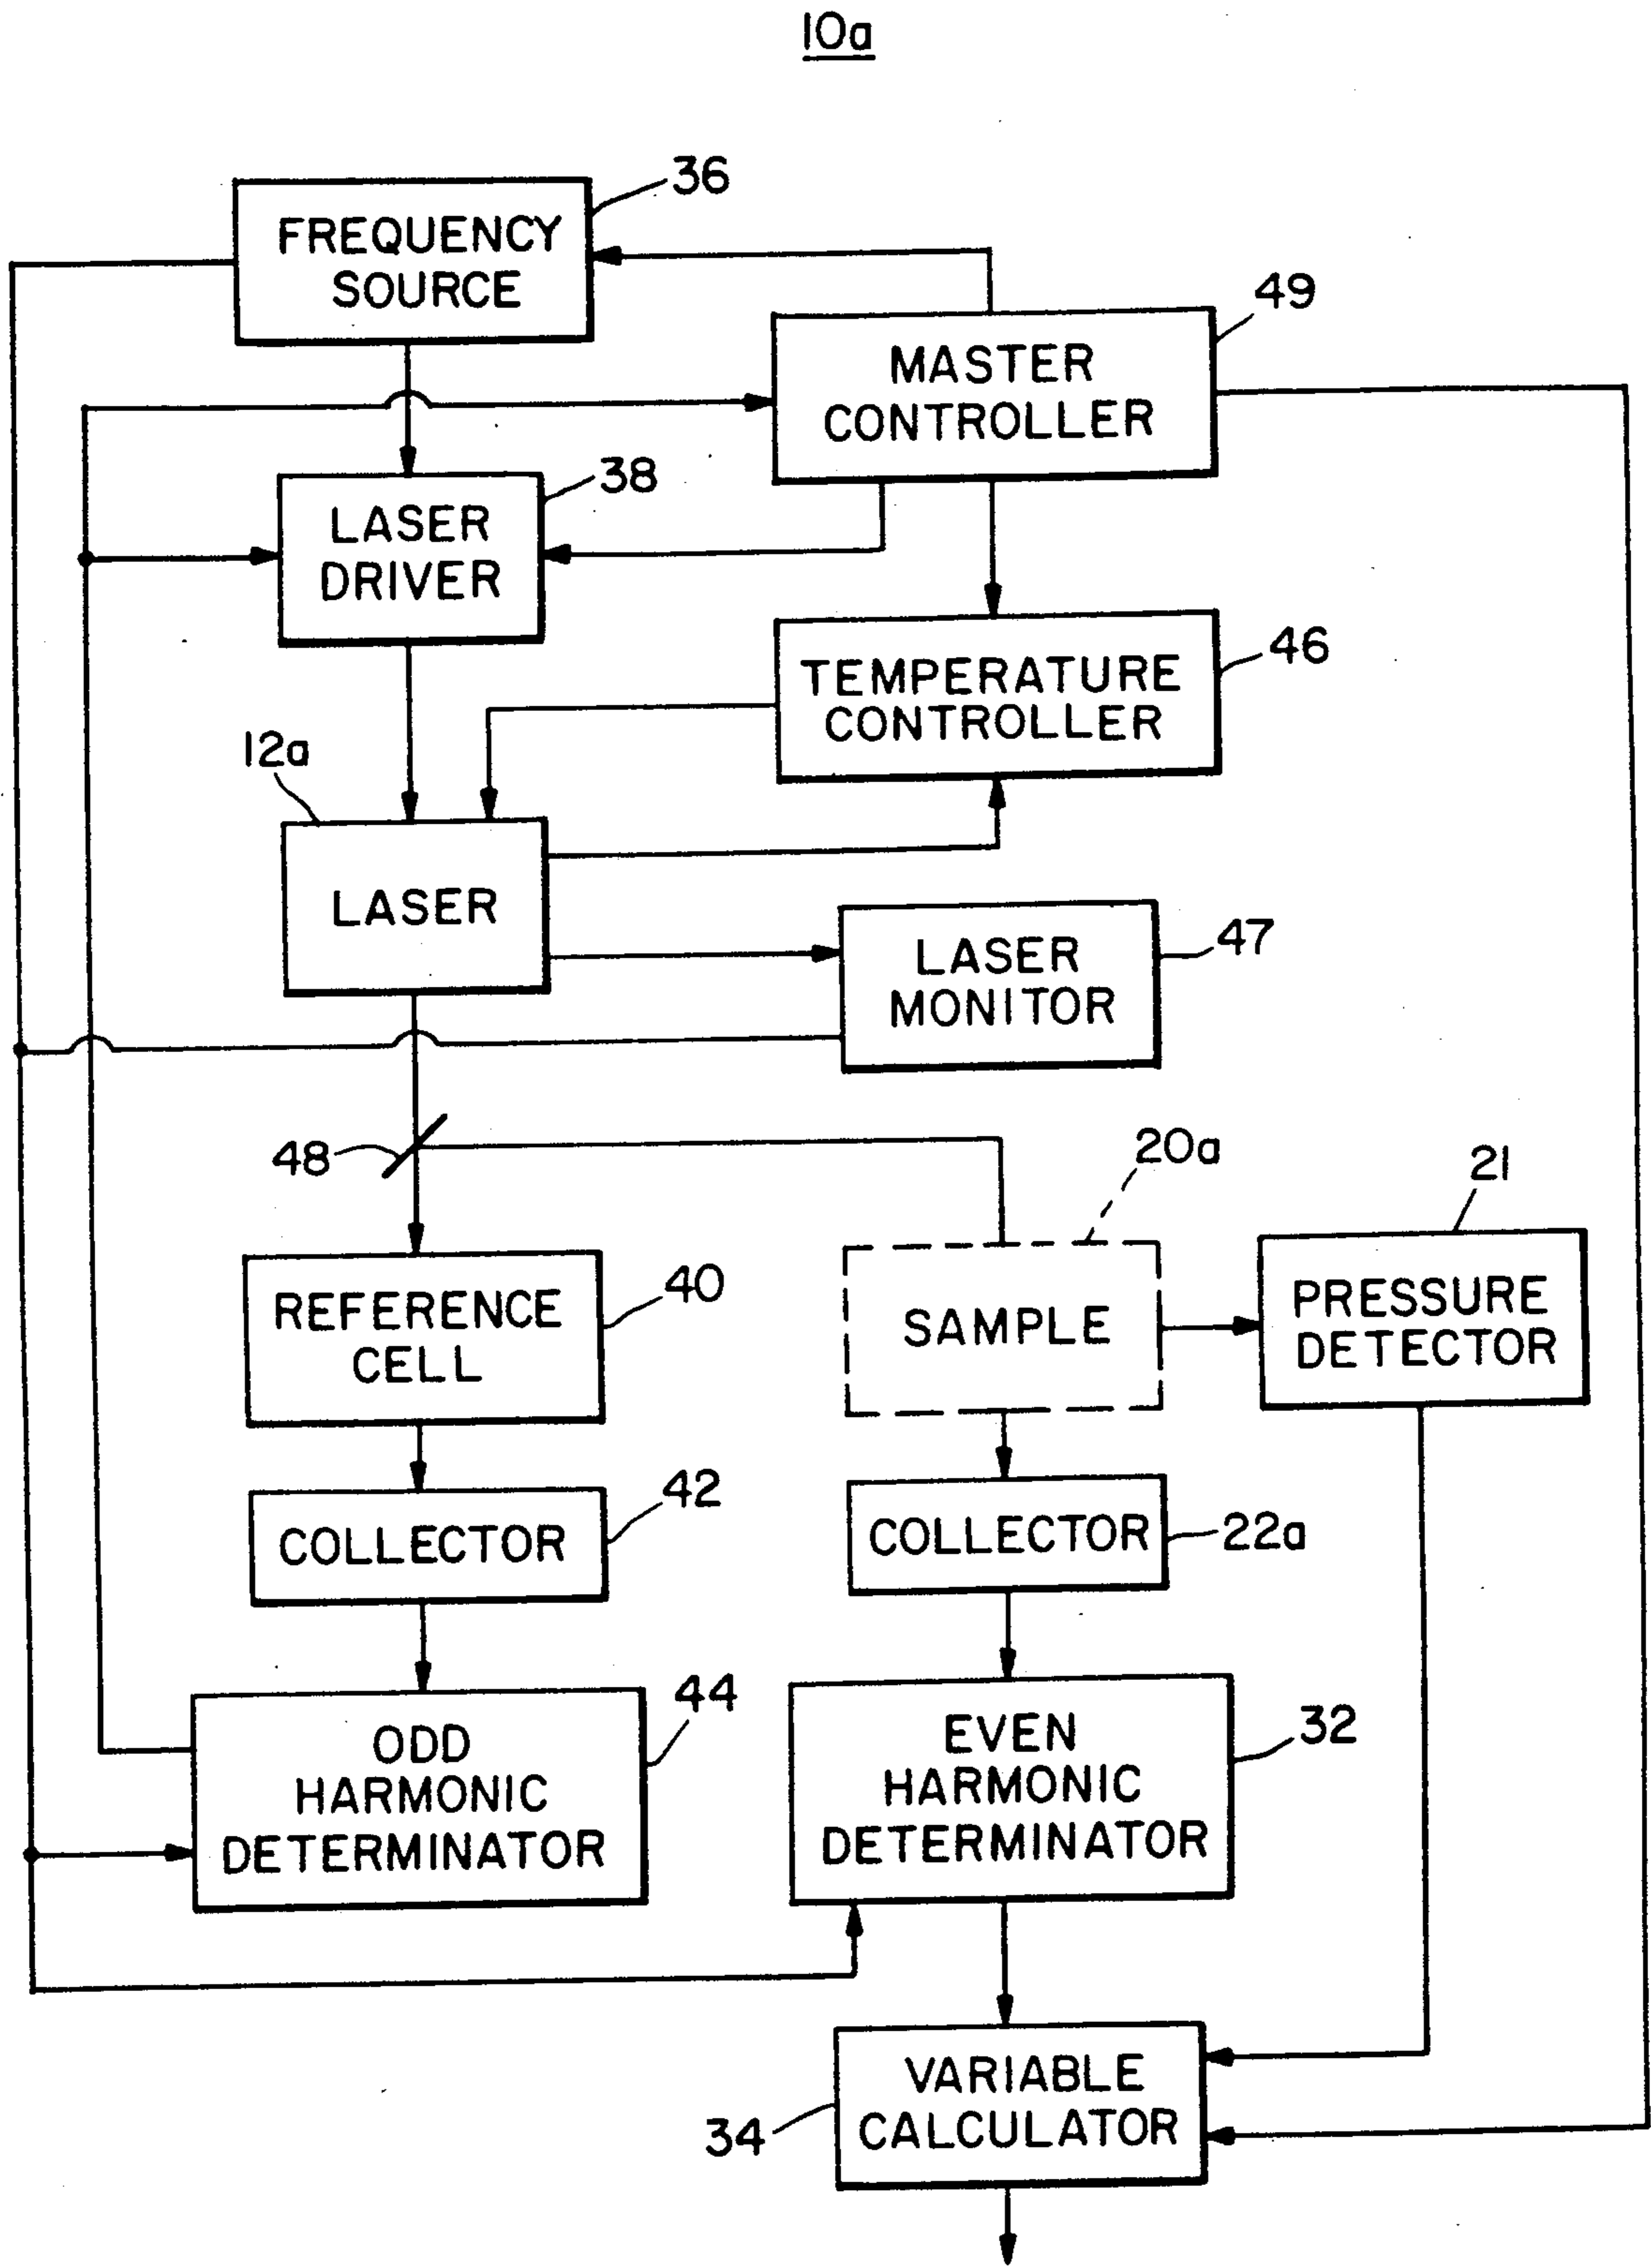 10a
36
FREQUENCY
SOURCE
49
MASTER
CONTROLLER
38
LASER
DRIVER
46
TEMPERATURE
CONTROLLER
12a
LASER
47
LASER
MONITOR
48
20a
21
REFERENCE
CELL
40
SAMPLE
PRESSURE
DETECTOR
42
COLLECTOR
COLLECTOR
22a
44
ODD
HARMONIC
DETERMINATOR
EVEN
HARMONIC
DETERMINATOR
32
VARIABLE
CALCULATOR
34